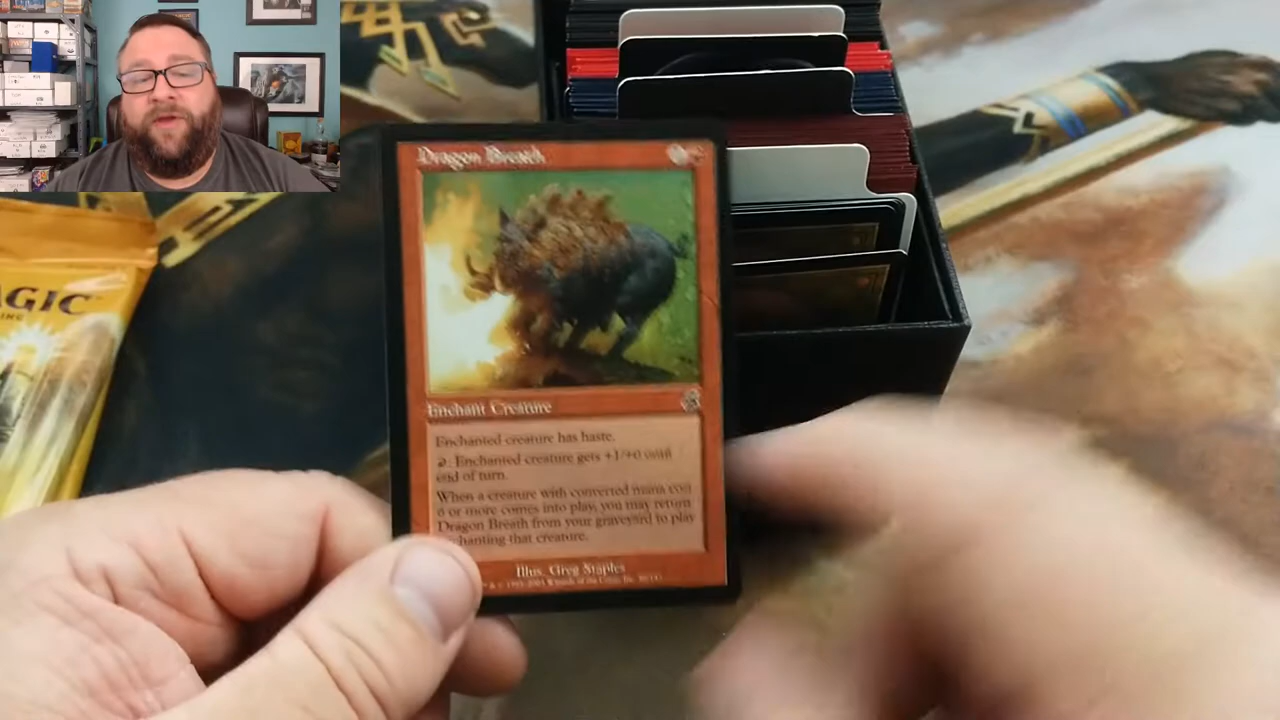 Dragon Breath
AGIC
Enchant Creature
Enchanted creature has haste.
: Enchanted creature gets +1/+0 until
end of turn.
When a creature with converted mana cost
6 or more comes into play, you may return
Dragon Breath from your graveyard to play
enchanting that creature.
Illus. Greg Staples